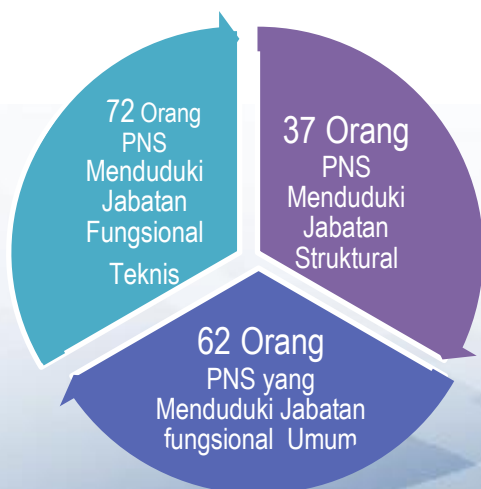 72 Orang
PNS
Menduduki
Jabatan
Fungsional
Teknis
37 Orang
PNS
Menduduki
Jabatan
Struktural
62 Orang
PNS yang
Menduduki Jabatan
fungsional Umum